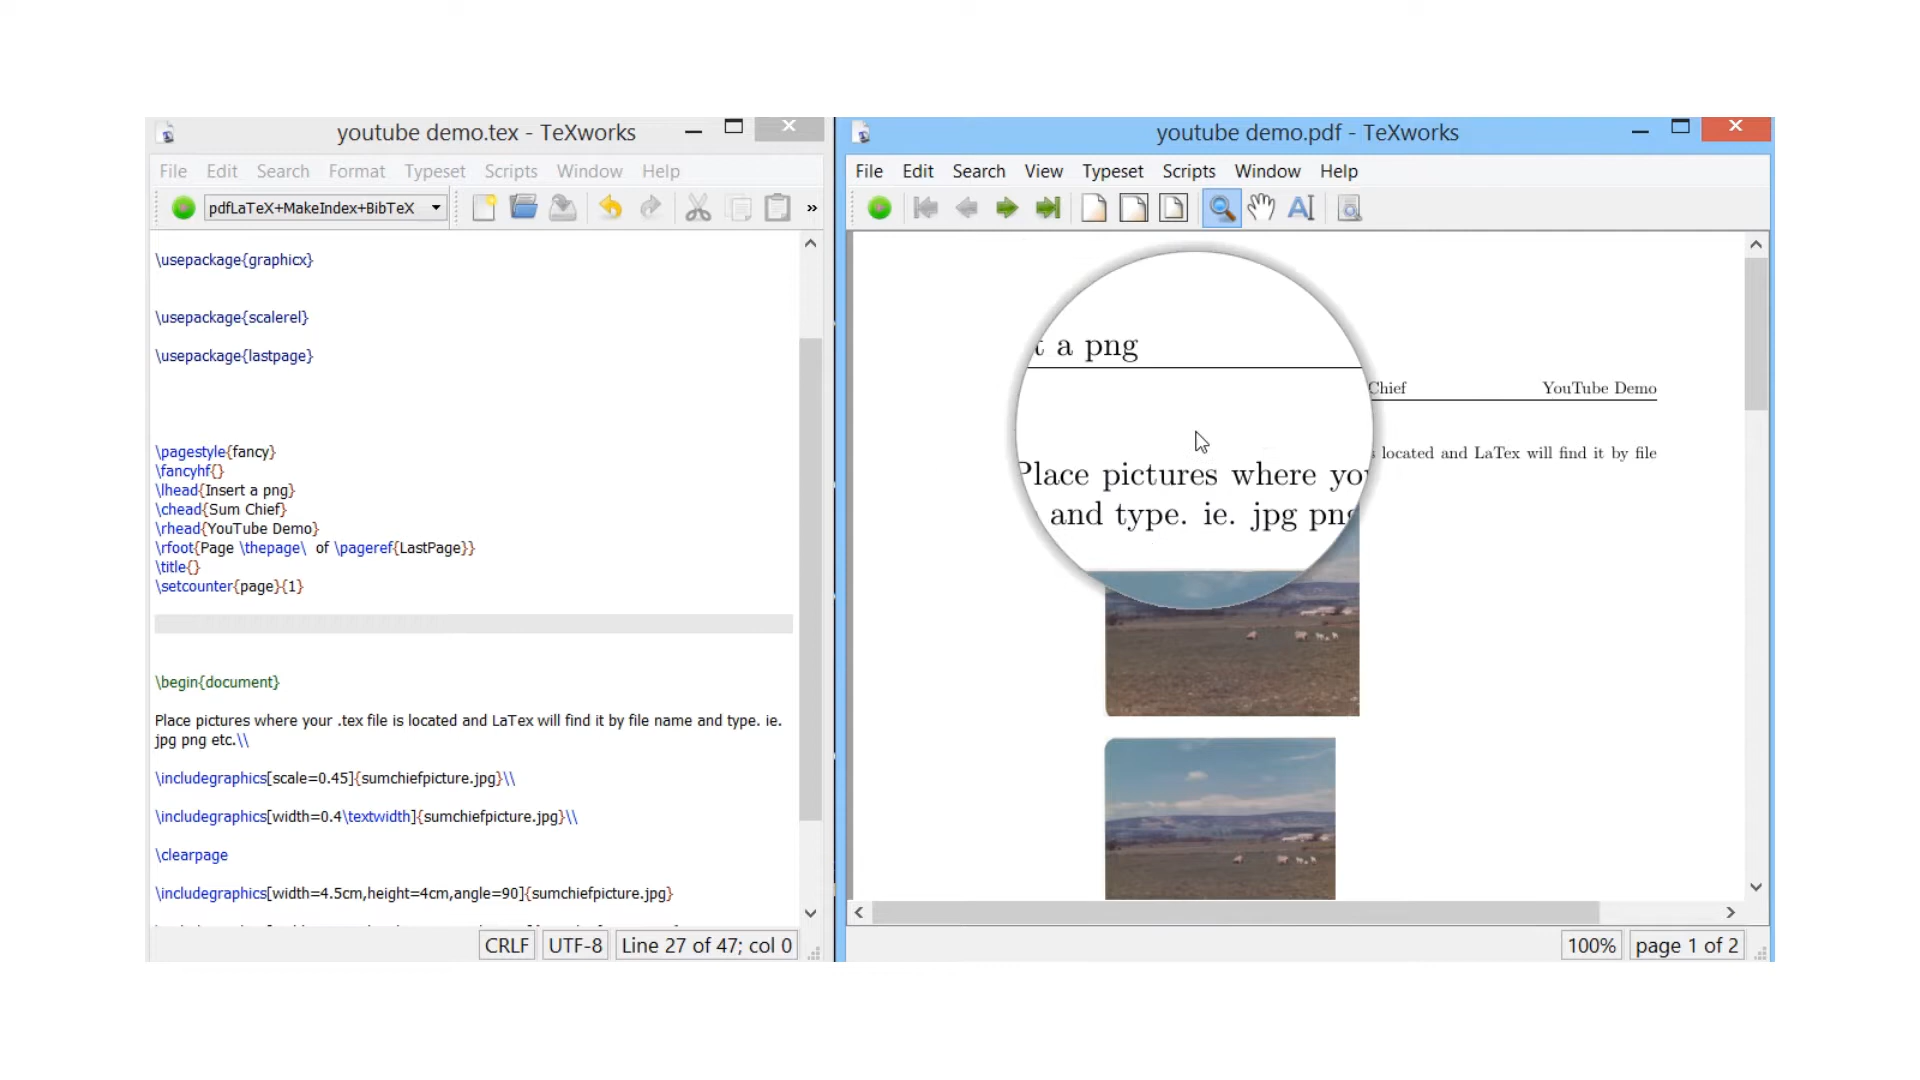 youtube demo.tex - TeXworks
File Edit Search Format Typeset Scripts Window Help
pdfLaTeX+MakeIndex+BibTeX »
\usepackage{graphicx}
\usepackage{scalerel}
\usepackage{lastpage}
\pagestyle{fancy}
\fancyhf{}
\lhead{Insert a png}
\chead{Sum Chief}
\rhead{YouTube Demo}
\rfoot{Page \thepage\ of \pageref{LastPage}}
\title{}
\setcounter{page}{1}
\begin{document}
Place pictures where your .tex file is located and LaTex will find it by file name and type. ie.
jpg png etc.\\
\includegraphics[scale=0.45]{sumchiefpicture.jpg}\\
\includegraphics[width=0.4\textwidth]{sumchiefpicture.jpg}\\
\clearpage
\includegraphics[width=4.5cm,height=4cm,angle=90]{sumchiefpicture.jpg}
CRLF UTF-8 Line 27 of 47; col 0
youtube demo.pdf - TeXworks
File Edit Search View Typeset Scripts Window Help
t a png
Chief YouTube Demo
Place pictures where you
located and LaTex will find it by file
and type. ie. jpg png
100% page 1 of 2